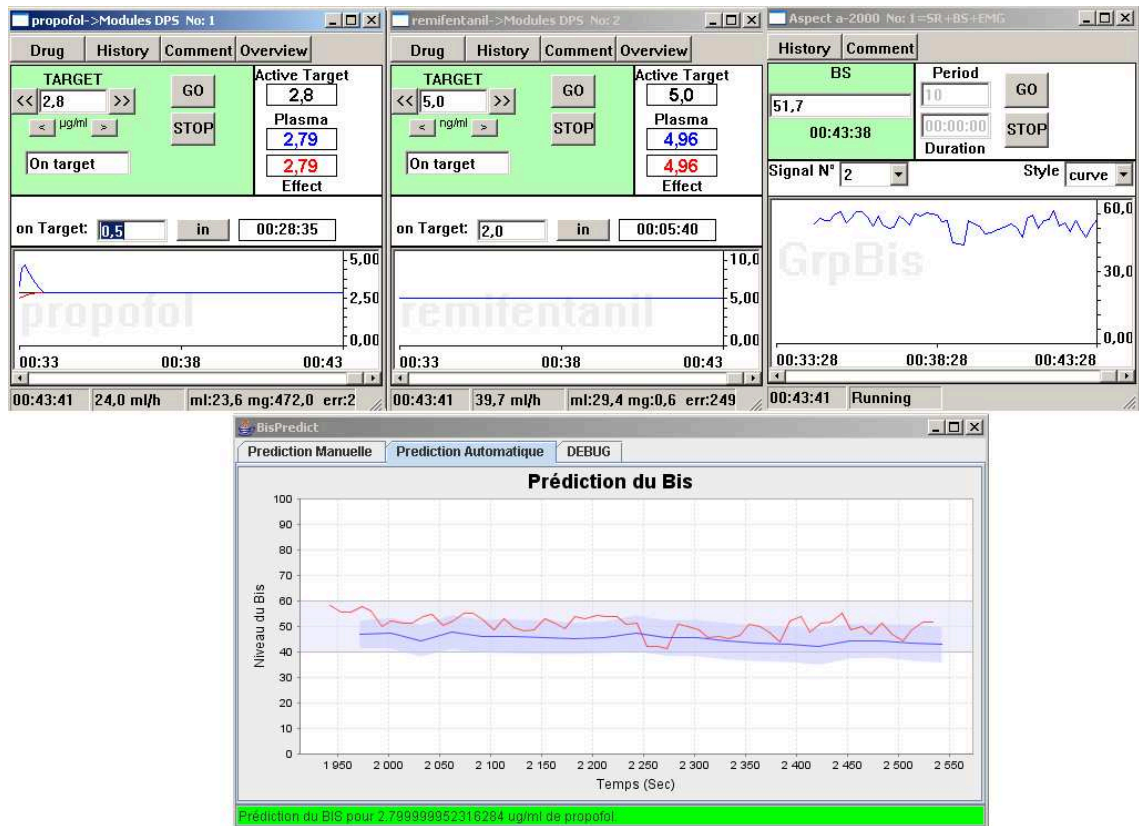 propofol->Modules DPS No: 1
Drug History Comment Overview
TARGET
<< 2,8 >>
< µg/ml >
On target
GO
STOP
Active Target
2,8
Plasma
2,79
2,79
Effect
on Target: 0,5 in 00:28:35
propofol
5,00
2,50
0,00
00:33 00:38 00:43
00:43:41 24,0 ml/h ml:23,6 mg:472,0 err:2
remifentanil->Modules DPS No: 2
Drug History Comment Overview
TARGET
<< 5,0 >>
< ng/ml >
On target
GO
STOP
Active Target
5,0
Plasma
4,96
4,96
Effect
on Target: 2,0 in 00:05:40
remifentanil
10,0
5,00
0,00
00:33 00:38 00:43
00:43:41 39,7 ml/h ml:29,4 mg:0,6 err:249
Aspect a-2000 No: 1=SR+BS+EMG
History Comment
BS
51,7
00:43:38
Period
10
00:00:00
Duration
GO
STOP
Signal N° 2 Style curve
GrpBis
60,0
30,0
0,00
00:33:28 00:38:28 00:43:28
00:43:41 Running
BisPredict
Prediction Manuelle Prediction Automatique DEBUG
Prédiction du Bis
Niveau du Bis
100
90
80
70
60
50
40
30
20
10
0
1 950 2 000 2 050 2 100 2 150 2 200 2 250 2 300 2 350 2 400 2 450 2 500 2 550
Temps (Sec)
Prédiction du BIS pour 2.799999952316284 ug/ml de propofol.